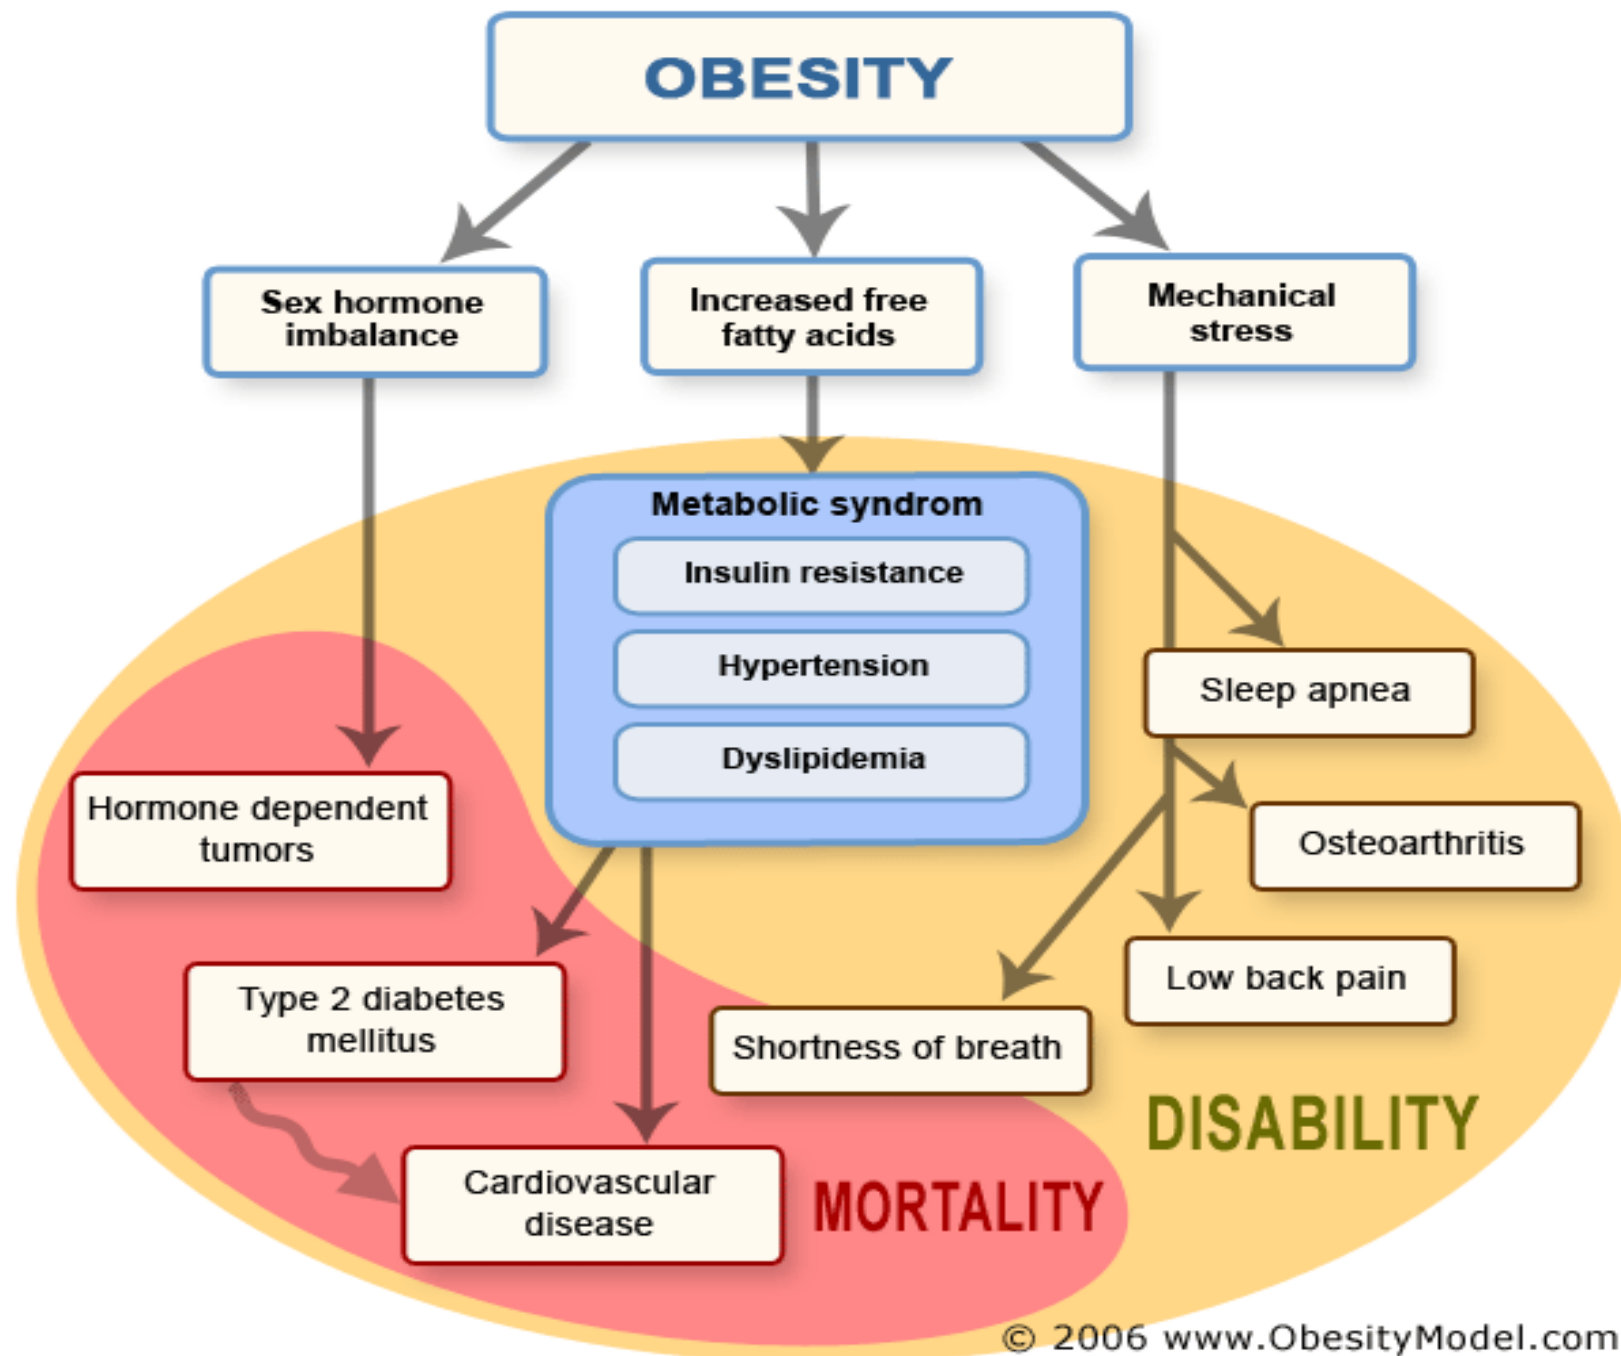 OBESITY
Sex hormone
imbalance
Increased free
fatty acids
Mechanical
stress
Metabolic syndrom
Insulin resistance
Hypertension
Dyslipidemia
Sleep apnea
Hormone dependent
tumors
Osteoarthritis
Type 2 diabetes
mellitus
Low back pain
Shortness of breath
DISABILITY
Cardiovascular
disease
MORTALITY
© 2006 www.ObesityModel.com